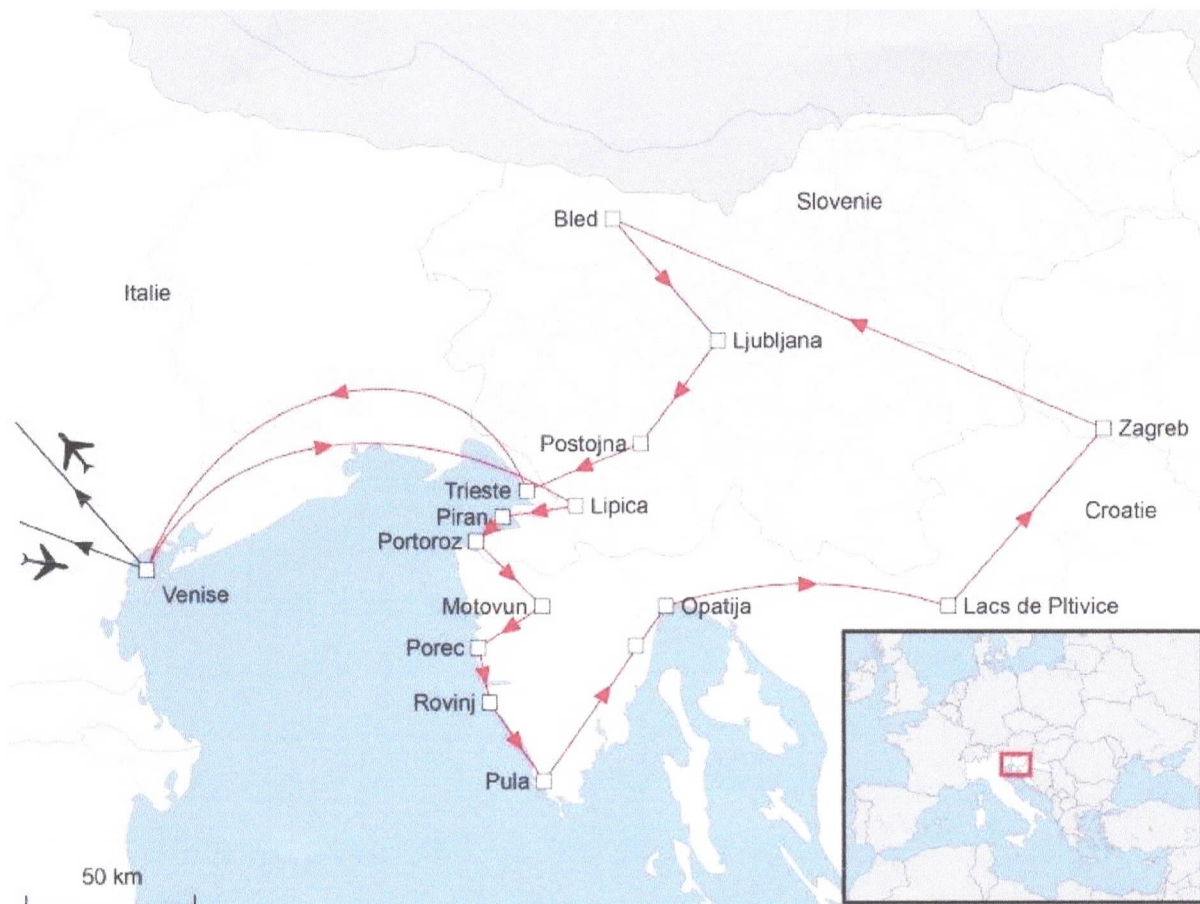 Slovenie
Bled
Italie
Ljubljana
Zagreb
Postojna
Trieste
Lipica
Piran
Croatie
Portoroz
Venise
Motovun
Opatija
Lacs de Pltivice
Porec
Rovinj
Pula
50 km